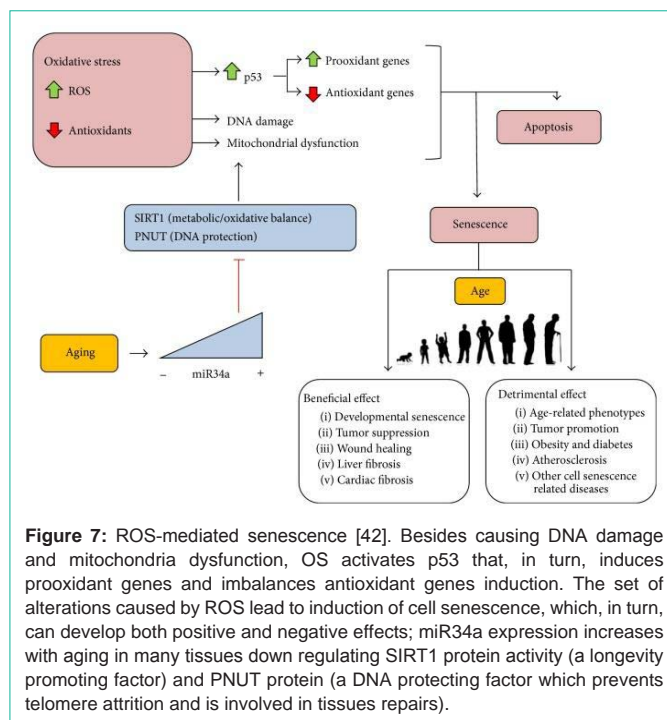 Oxidative stress
ROS
Antioxidants
p53
Prooxidant genes
Antioxidant genes
DNA damage
Mitochondrial dysfunction
Apoptosis
SIRT1 (metabolic/oxidative balance)
PNUT (DNA protection)
Senescence
Age
Aging
− miR34a +
Beneficial effect
(i) Developmental senescence
(ii) Tumor suppression
(iii) Wound healing
(iv) Liver fibrosis
(v) Cardiac fibrosis
Detrimental effect
(i) Age-related phenotypes
(ii) Tumor promotion
(iii) Obesity and diabetes
(iv) Atherosclerosis
(v) Other cell senescence
related diseases
Figure 7: ROS-mediated senescence [42]. Besides causing DNA damage
and mitochondria dysfunction, OS activates p53 that, in turn, induces
prooxidant genes and imbalances antioxidant genes induction. The set of
alterations caused by ROS lead to induction of cell senescence, which, in turn,
can develop both positive and negative effects; miR34a expression increases
with aging in many tissues down regulating SIRT1 protein activity (a longevity
promoting factor) and PNUT protein (a DNA protecting factor which prevents
telomere attrition and is involved in tissues repairs).